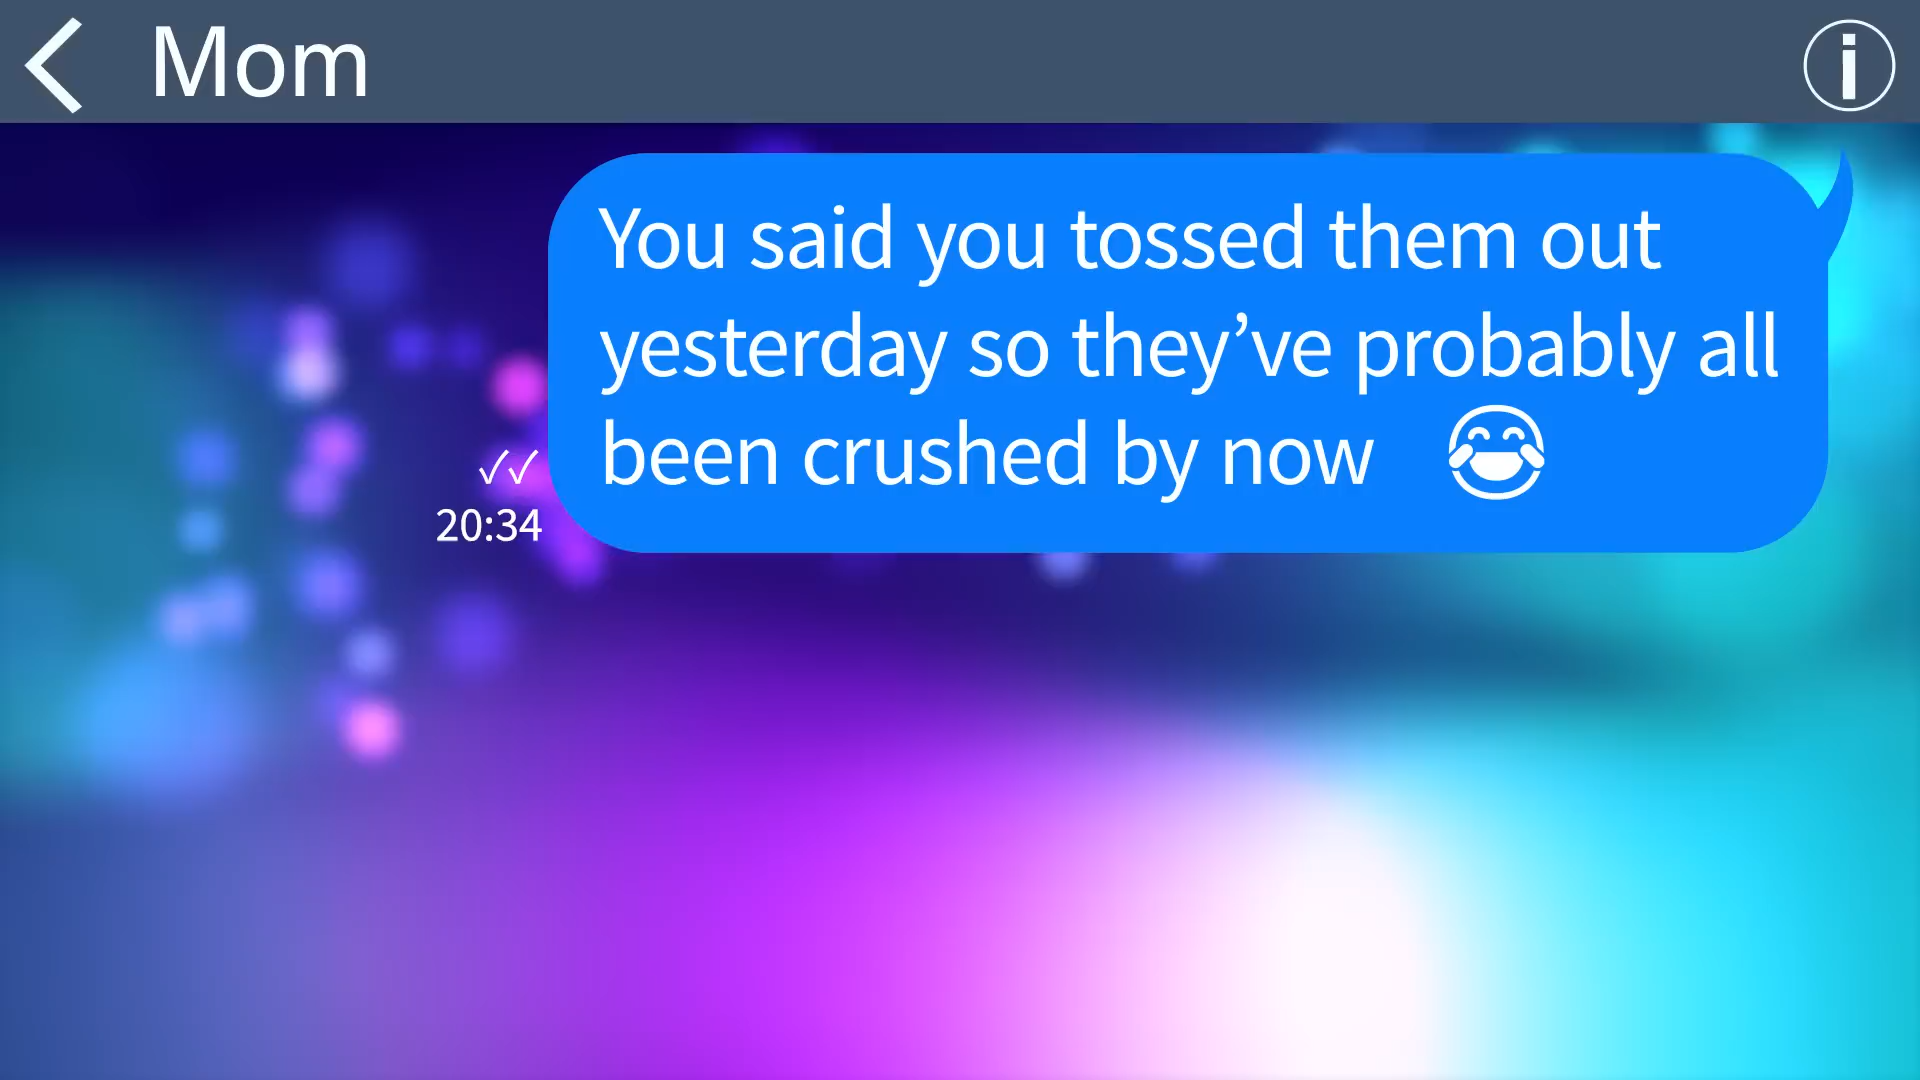 Mom
You said you tossed them out
yesterday so they’ve probably all
been crushed by now 😂
✓✓
20:34